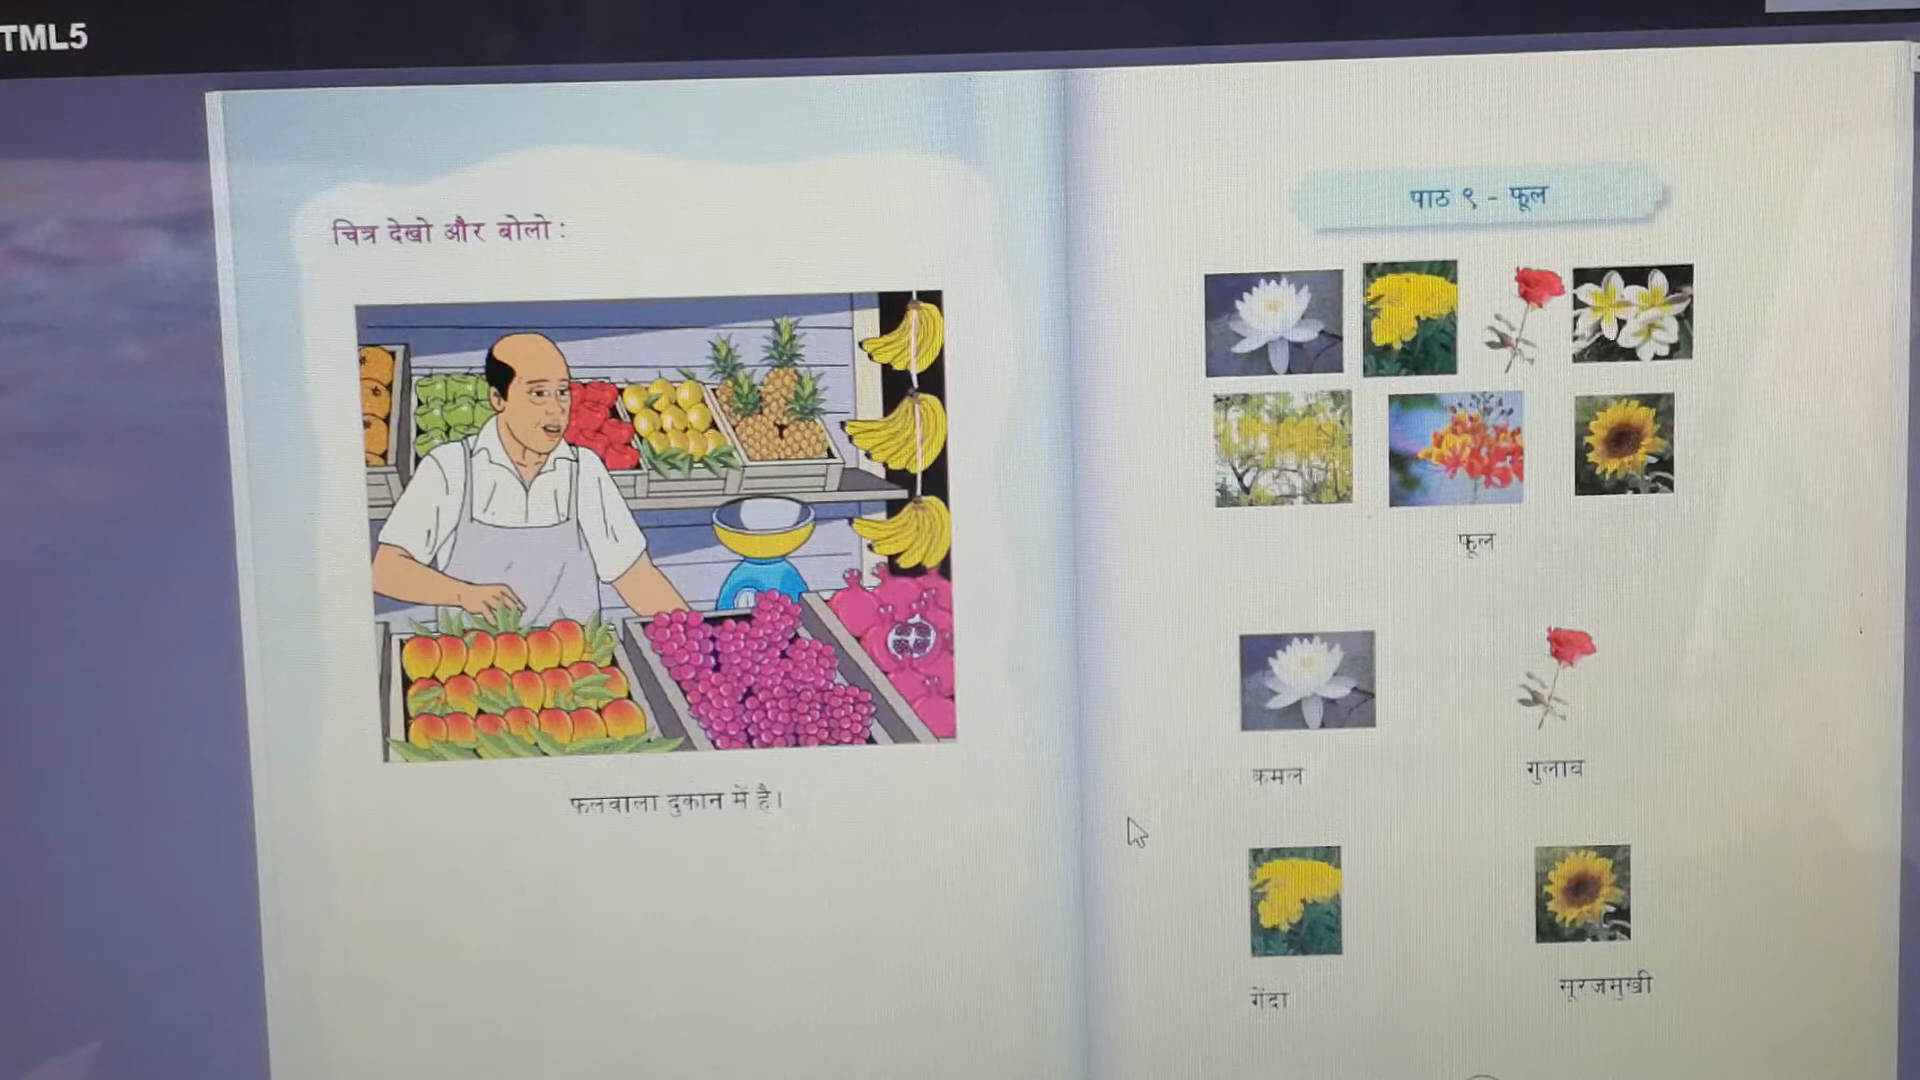 TML5
चित्र देखो और बोलो :
फलवाला दुकान में है।
पाठ ९ - फूल
फूल
कमल
गुलाब
गेंदा
सूरजमुखी